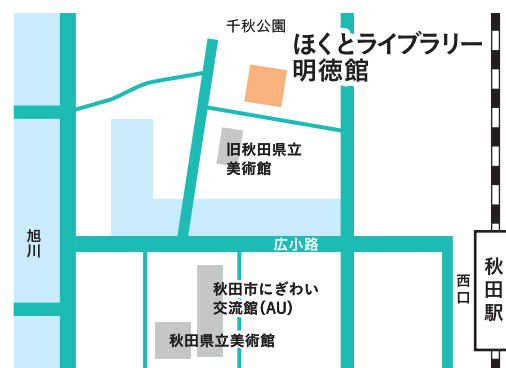 千秋公園
ほくとライブラリー
明徳館
旧秋田県立
美術館
旭川
広小路
西口
秋田駅
秋田市にぎわい
交流館(AU)
秋田県立美術館